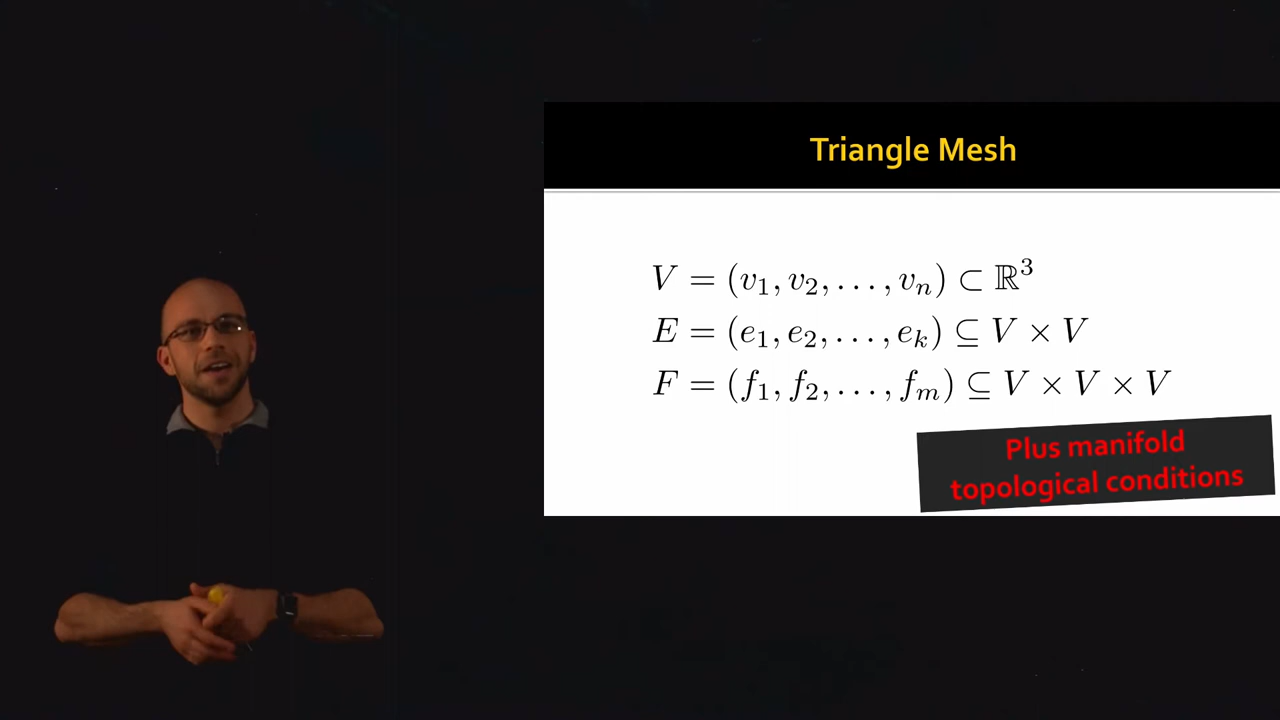 Triangle Mesh
V = (v₁, v₂, . . . , vₙ) ⊂ ℝ³
E = (e₁, e₂, . . . , eₖ) ⊆ V × V
F = (f₁, f₂, . . . , fₘ) ⊆ V × V × V
Plus manifold
topological conditions